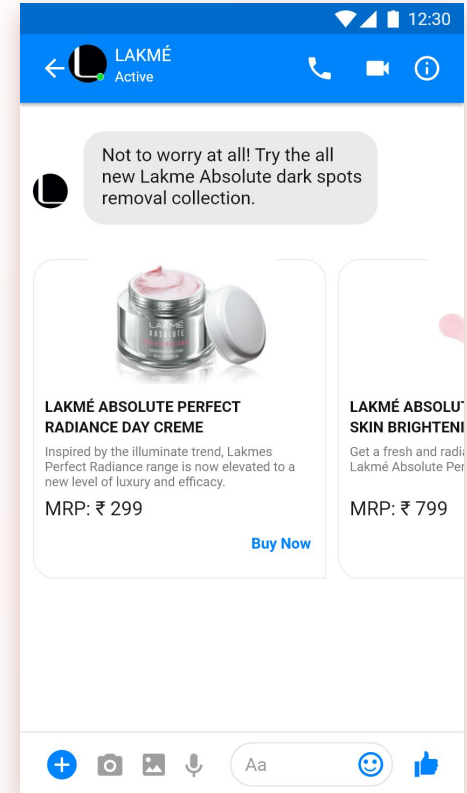 12:30
LAKMÉ
Active
Not to worry at all! Try the all
new Lakme Absolute dark spots
removal collection.
LAKMÉ
ABSOLUTE
LAKMÉ ABSOLUTE PERFECT
RADIANCE DAY CREME
Inspired by the illuminate trend, Lakmes
Perfect Radiance range is now elevated to a
new level of luxury and efficacy.
MRP: ₹ 299
Buy Now
LAKMÉ ABSOLUT
SKIN BRIGHTENI
Get a fresh and radia
Lakmé Absolute Per
MRP: ₹ 799
Aa